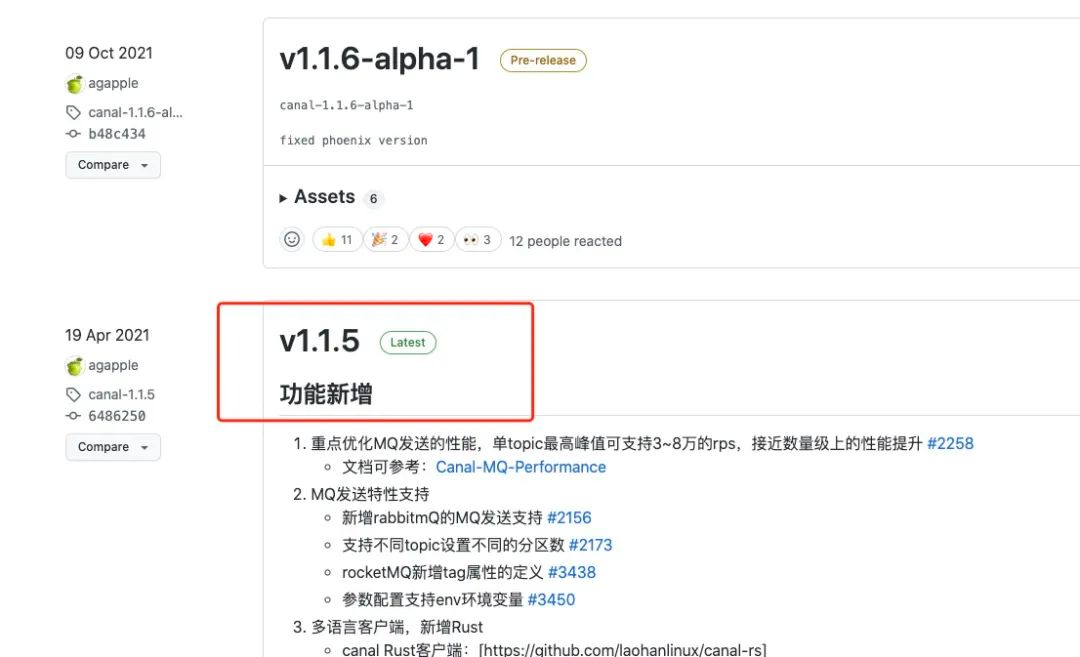 09 Oct 2021
agapple
canal-1.1.6-al...
b48c434
Compare
v1.1.6-alpha-1 Pre-release
canal-1.1.6-alpha-1
fixed phoenix version
Assets 6
11 2 2 3 12 people reacted
19 Apr 2021
agapple
canal-1.1.5
6486250
Compare
v1.1.5 Latest
功能新增
1. 重点优化MQ发送的性能，单topic最高峰值可支持3~8万的rps，接近数量级上的性能提升 #2258
文档可参考：Canal-MQ-Performance
2. MQ发送特性支持
新增rabbitmQ的MQ发送支持 #2156
支持不同topic设置不同的分区数 #2173
rocketMQ新增tag属性的定义 #3438
参数配置支持env环境变量 #3450
3. 多语言客户端，新增Rust
canal Rust客户端：[https://github.com/laohanlinux/canal-rs]